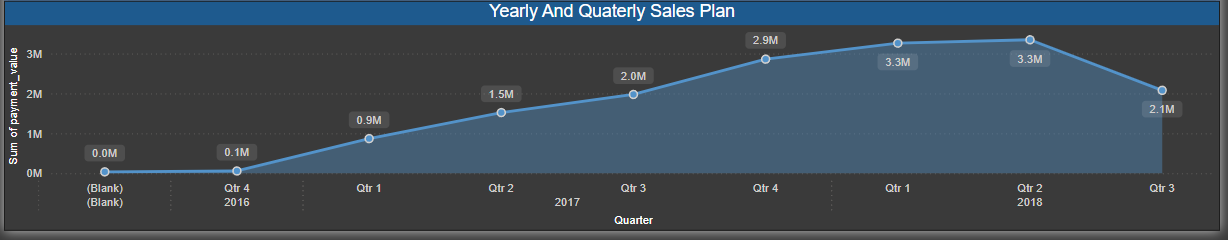 Yearly And Quaterly Sales Plan
Sum of payment_value
3M
2M
1M
0M
0.0M
0.1M
0.9M
1.5M
2.0M
2.9M
3.3M
3.3M
2.1M
(Blank) Qtr 4 Qtr 1 Qtr 2 Qtr 3 Qtr 4 Qtr 1 Qtr 2 Qtr 3
(Blank) 2016 2017 2018
Quarter